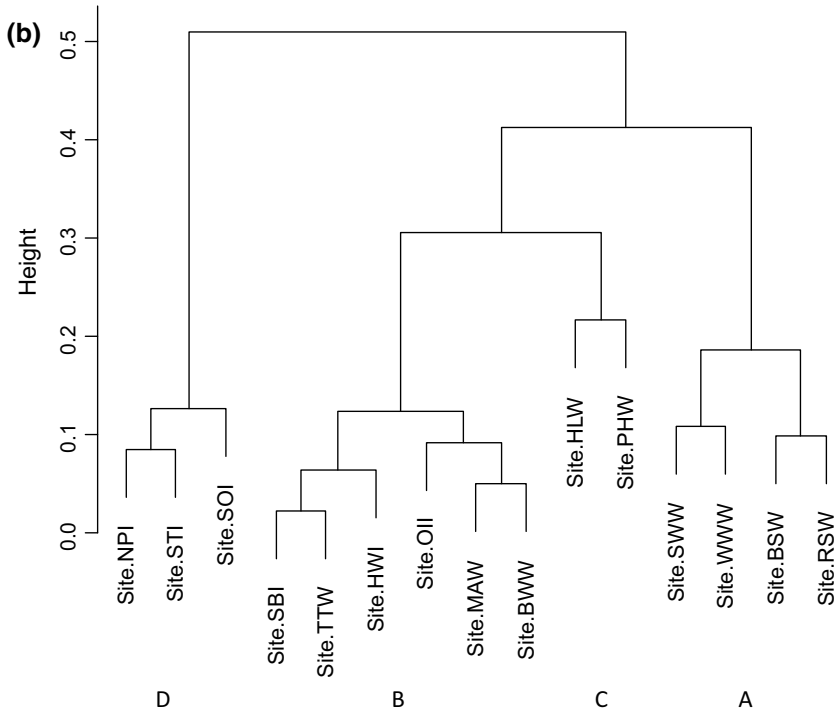 (b)
Height
0.5
0.4
0.3
0.2
0.1
0.0
Site.NPI
Site.STI
Site.SOI
Site.SBI
Site.TTW
Site.HWI
Site.OII
Site.MAW
Site.BWW
Site.HLW
Site.PHW
Site.SWW
Site.WWW
Site.BSW
Site.RSW
D B C A